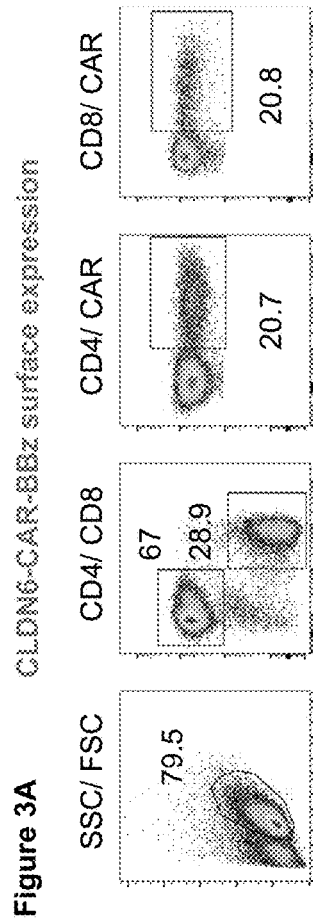 Figure 3A
CLDN6-CAR-BBz surface expression
SSC/ FSC
CD4/ CD8
CD4/ CAR
CD8/ CAR
79.5
67
28.9
20.7
20.8